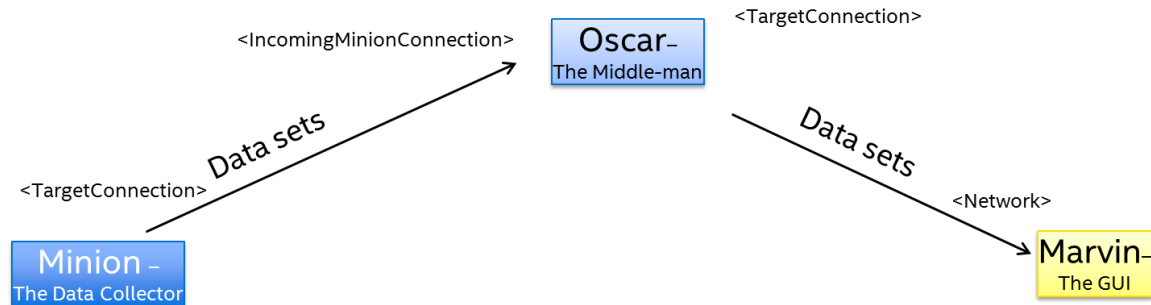 <TargetConnection>
<IncomingMinionConnection>
Oscar–
The Middle-man
Data sets
Data sets
<TargetConnection>
<Network>
Minion –
The Data Collector
Marvin–
The GUI